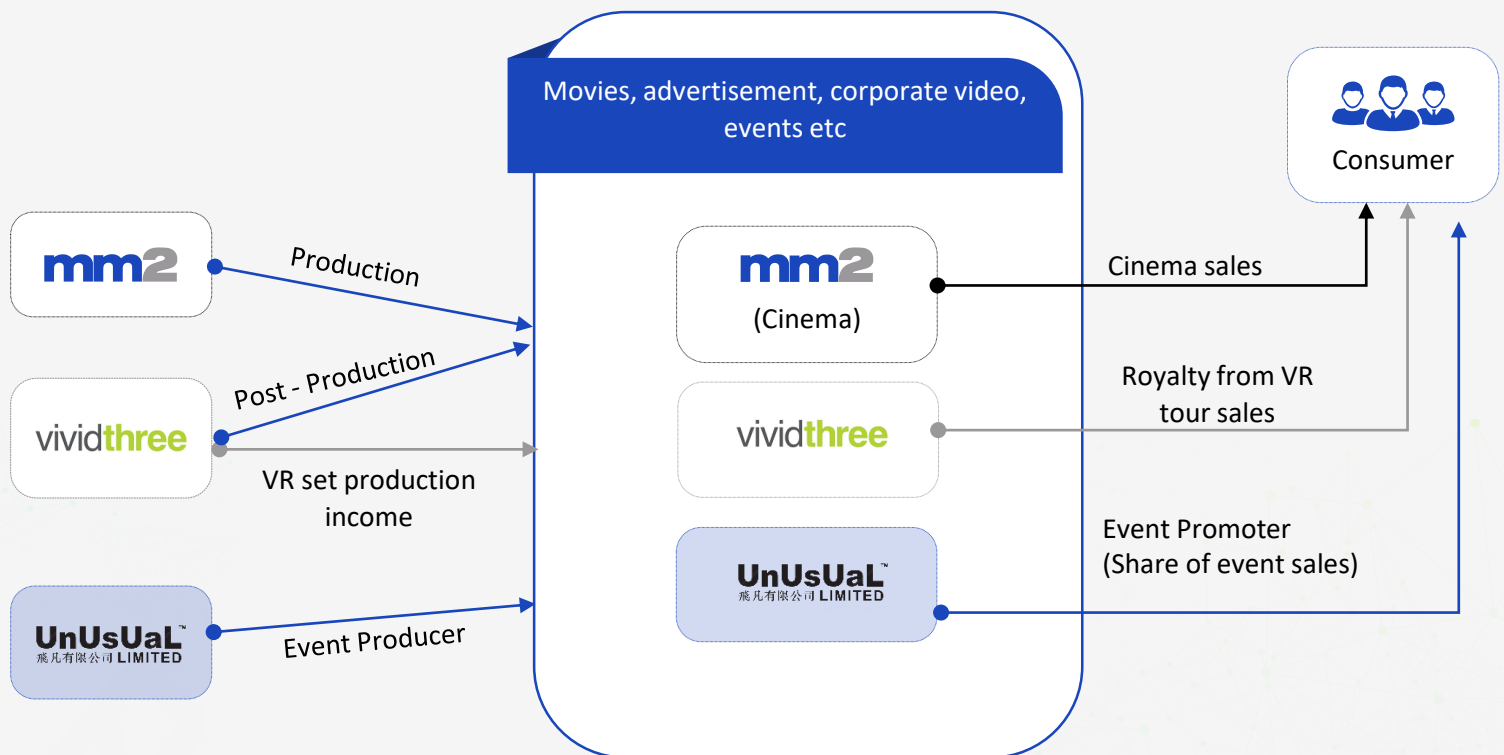 Movies, advertisement, corporate video,
events etc
Consumer
mm2
Production
mm2
(Cinema)
Cinema sales
vividthree
Post - Production
VR set production
income
vividthree
Royalty from VR
tour sales
UnUsUaL™
飛凡有限公司 LIMITED
Event Producer
UnUsUaL™
飛凡有限公司 LIMITED
Event Promoter
(Share of event sales)